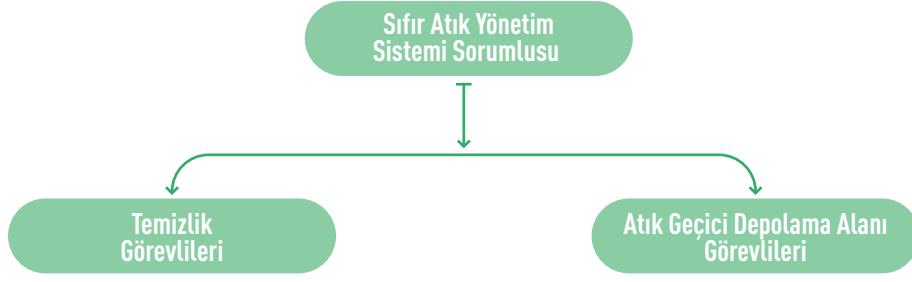 Sıfır Atık Yönetim
Sistemi Sorumlusu
Temizlik
Görevlileri
Atık Geçici Depolama Alanı
Görevlileri